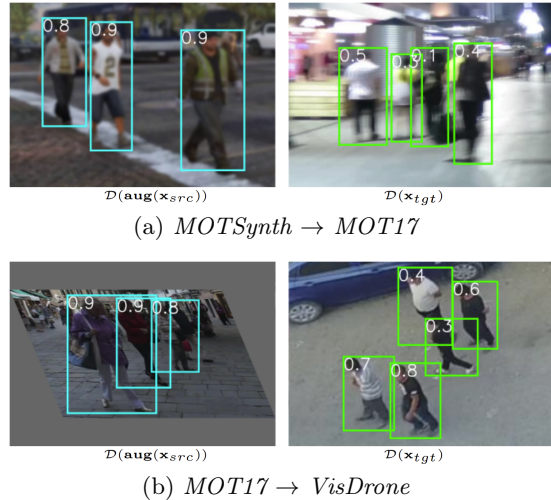 0.8 0.9 0.9
0.5 0.1 0.4
𝒟(aug(x_src)) 𝒟(x_tgt)
(a) MOTSynth → MOT17
0.9 0.9 0.8
0.4 0.6 0.3 0.7 0.8
𝒟(aug(x_src)) 𝒟(x_tgt)
(b) MOT17 → VisDrone